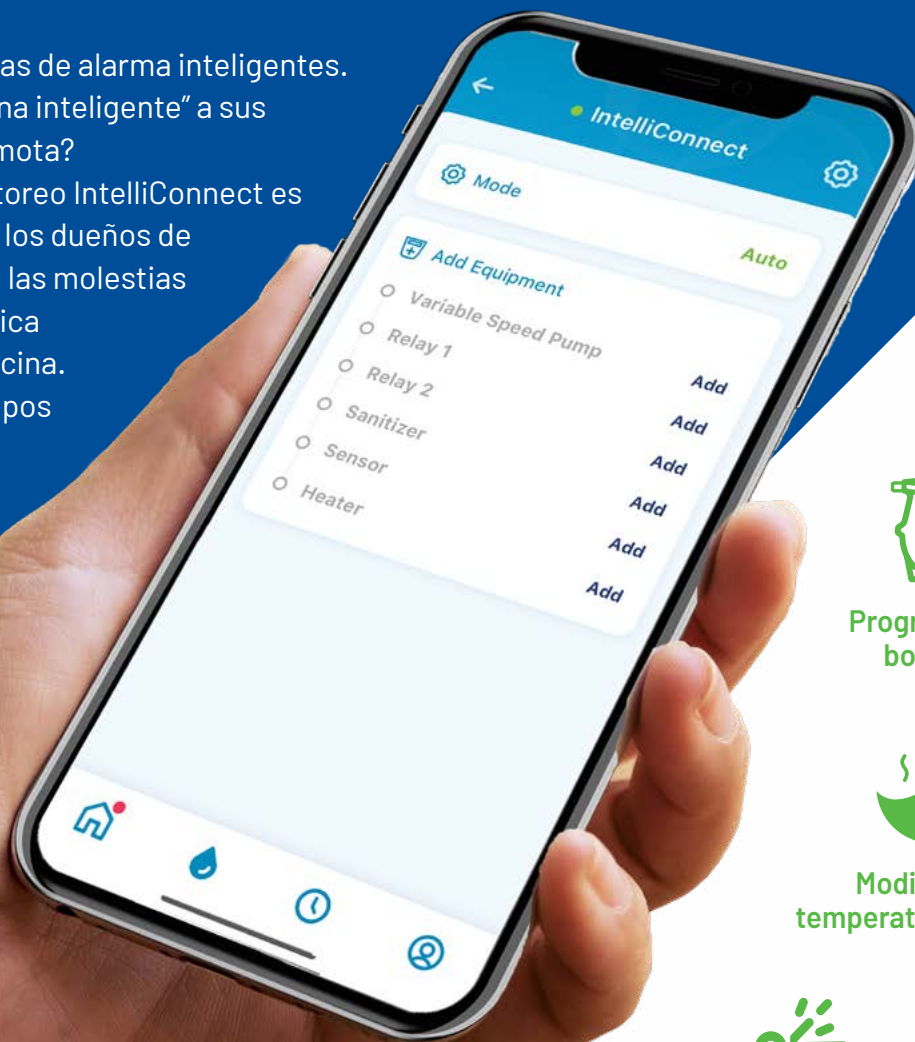 as de alarma inteligentes.
na inteligente" a sus
mota?
toreo IntelliConnect es
los dueños de
las molestias
ica
cina.
pos
IntelliConnect
Mode
Auto
Add Equipment
Variable Speed Pump
Add
Relay 1
Add
Relay 2
Add
Sanitizer
Add
Sensor
Add
Heater
Add
Progr
bo
Modi
temperat